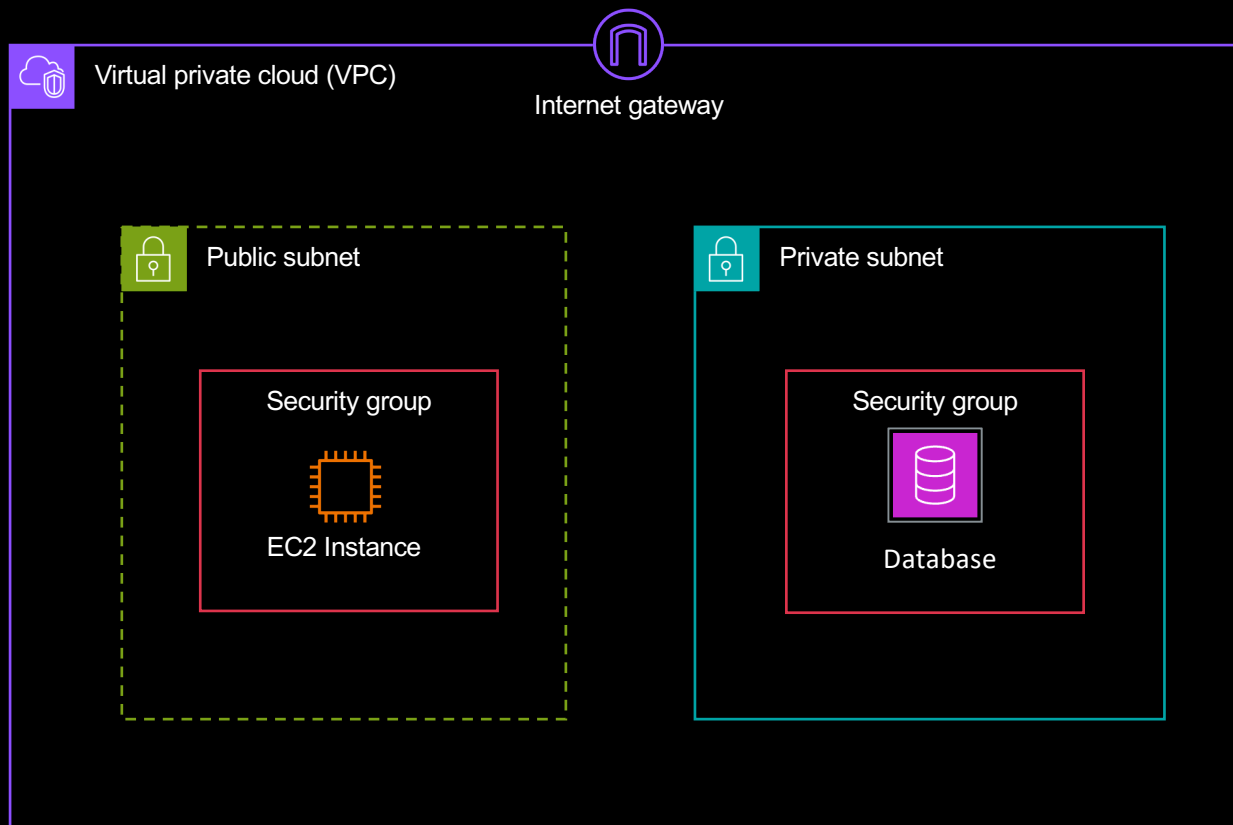 Virtual private cloud (VPC)
Internet gateway
Public subnet
Private subnet
Security group
EC2 Instance
Security group
Database